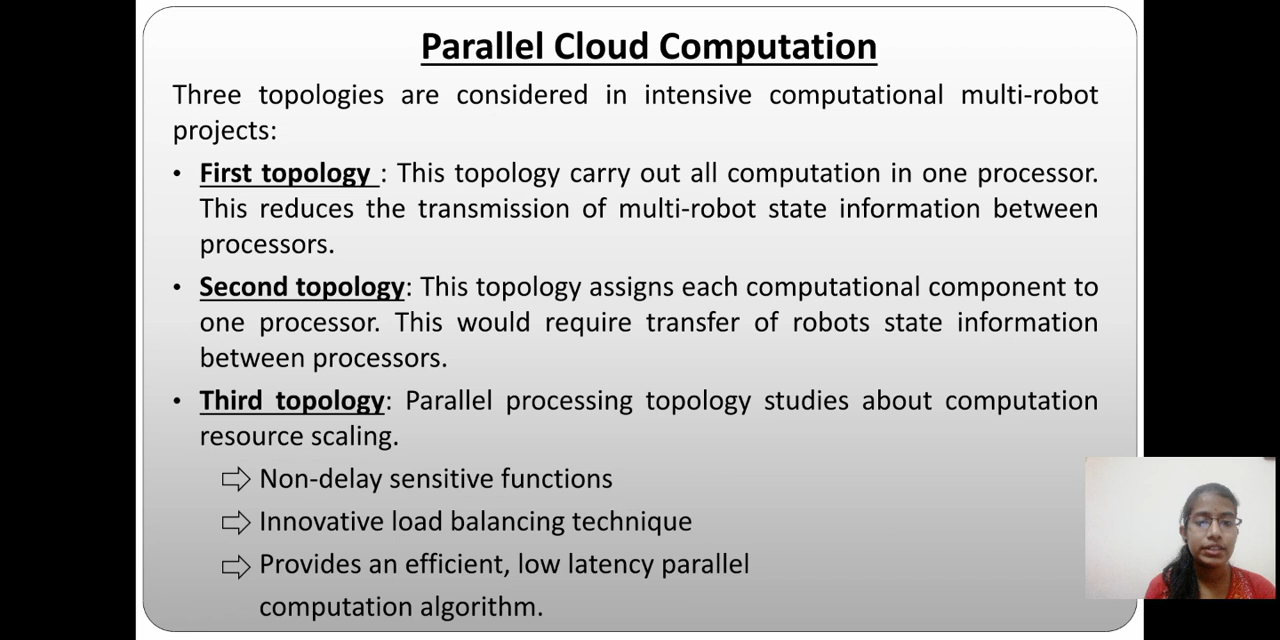 Parallel Cloud Computation
Three topologies are considered in intensive computational multi-robot
projects:
• First topology : This topology carry out all computation in one processor.
This reduces the transmission of multi-robot state information between
processors.
• Second topology: This topology assigns each computational component to
one processor. This would require transfer of robots state information
between processors.
• Third topology: Parallel processing topology studies about computation
resource scaling.
⇨ Non-delay sensitive functions
⇨ Innovative load balancing technique
⇨ Provides an efficient, low latency parallel
computation algorithm.